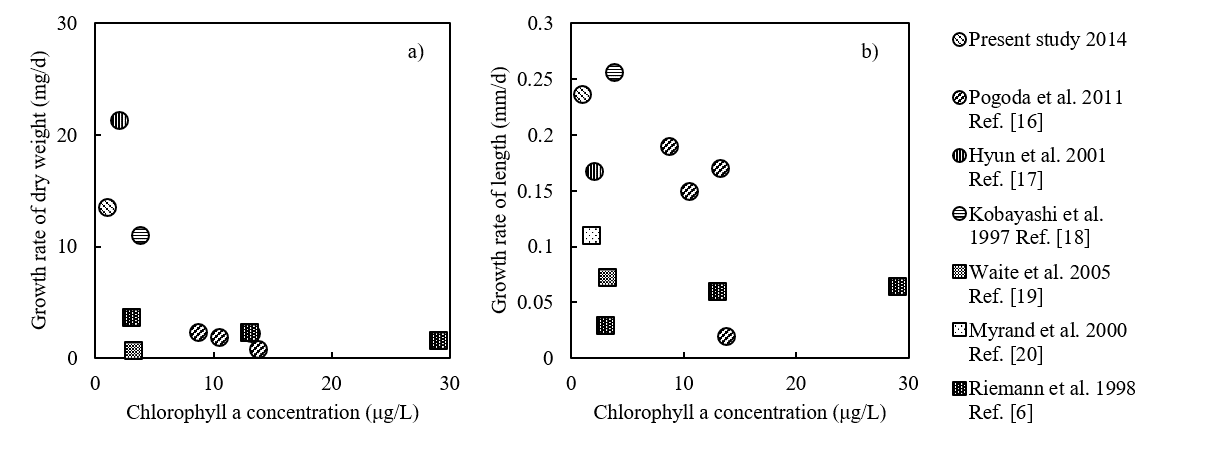 30
20
10
0
0
10
20
30
Growth rate of dry weight (mg/d)
Chlorophyll a concentration (μg/L)
a)
0.3
0.25
0.2
0.15
0.1
0.05
0
0
10
20
30
Growth rate of length (mm/d)
Chlorophyll a concentration (μg/L)
b)
Present study 2014
Pogoda et al. 2011
Ref. [16]
Hyun et al. 2001
Ref. [17]
Kobayashi et al.
1997 Ref. [18]
Waite et al. 2005
Ref. [19]
Myrand et al. 2000
Ref. [20]
Riemann et al. 1998
Ref. [6]